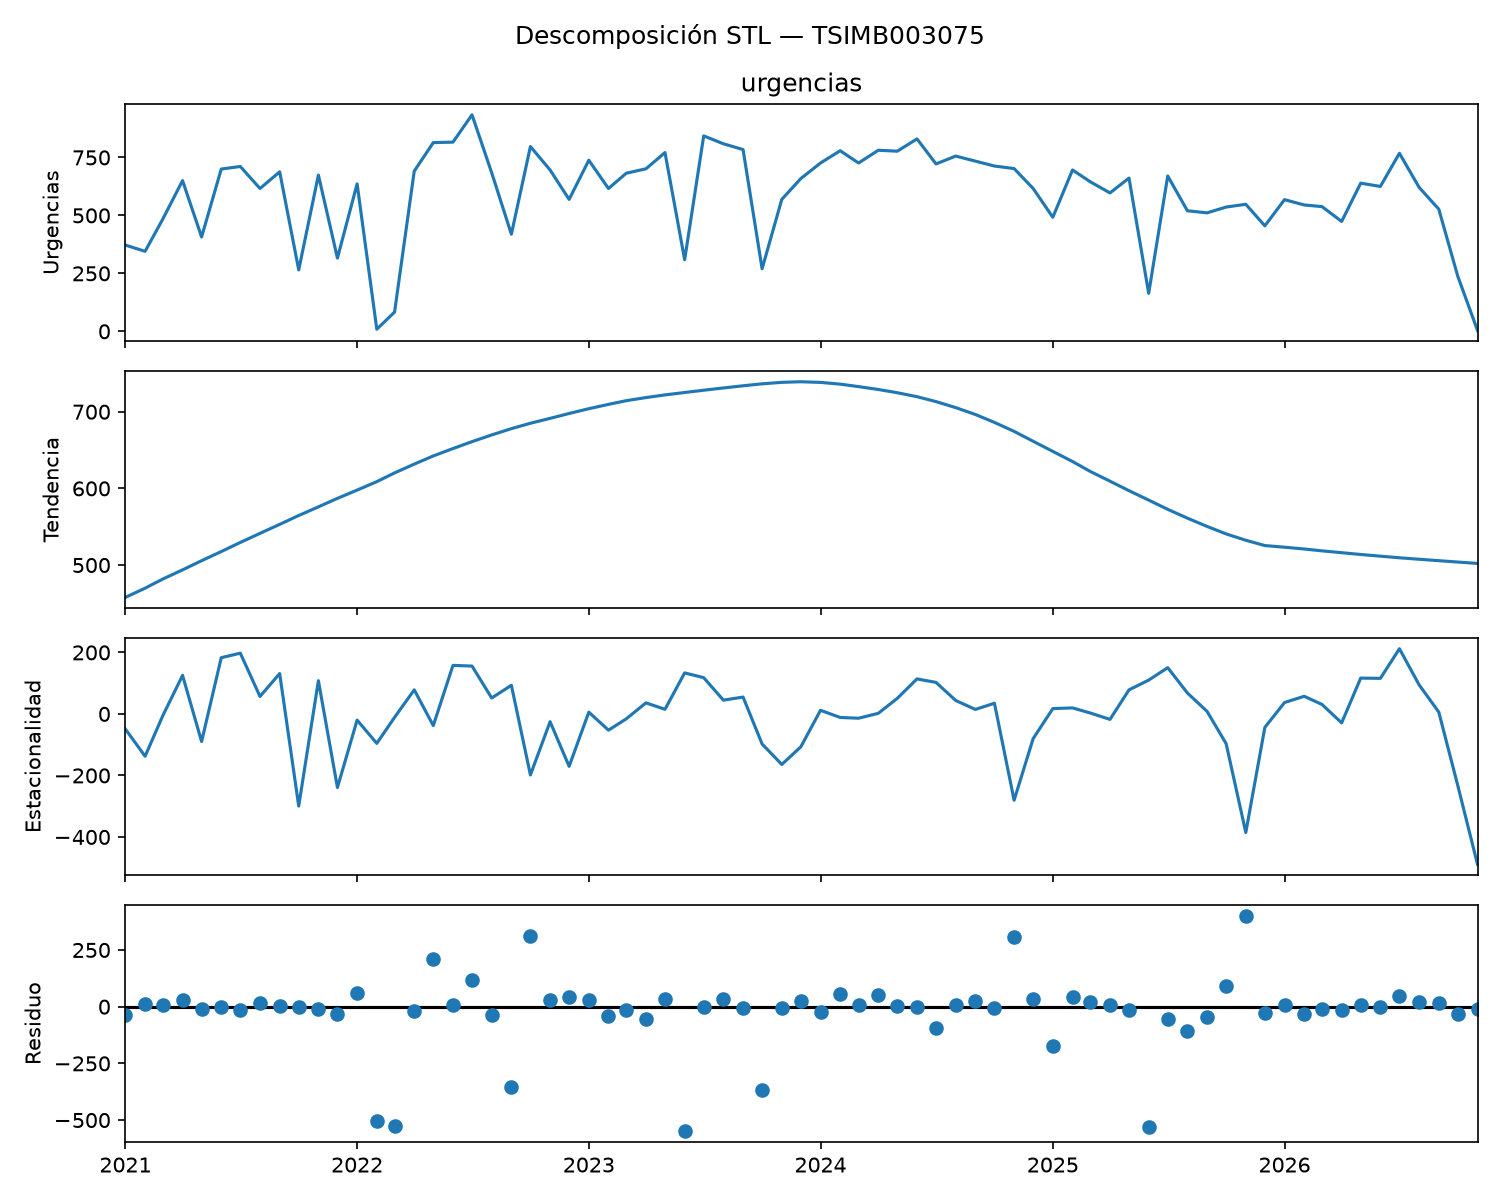 Descomposición STL — TSIMB003075
urgencias
Urgencias
750
500
250
0
Tendencia
700
600
500
Estacionalidad
200
0
−200
−400
Residuo
250
0
−250
−500
2021 2022 2023 2024 2025 2026